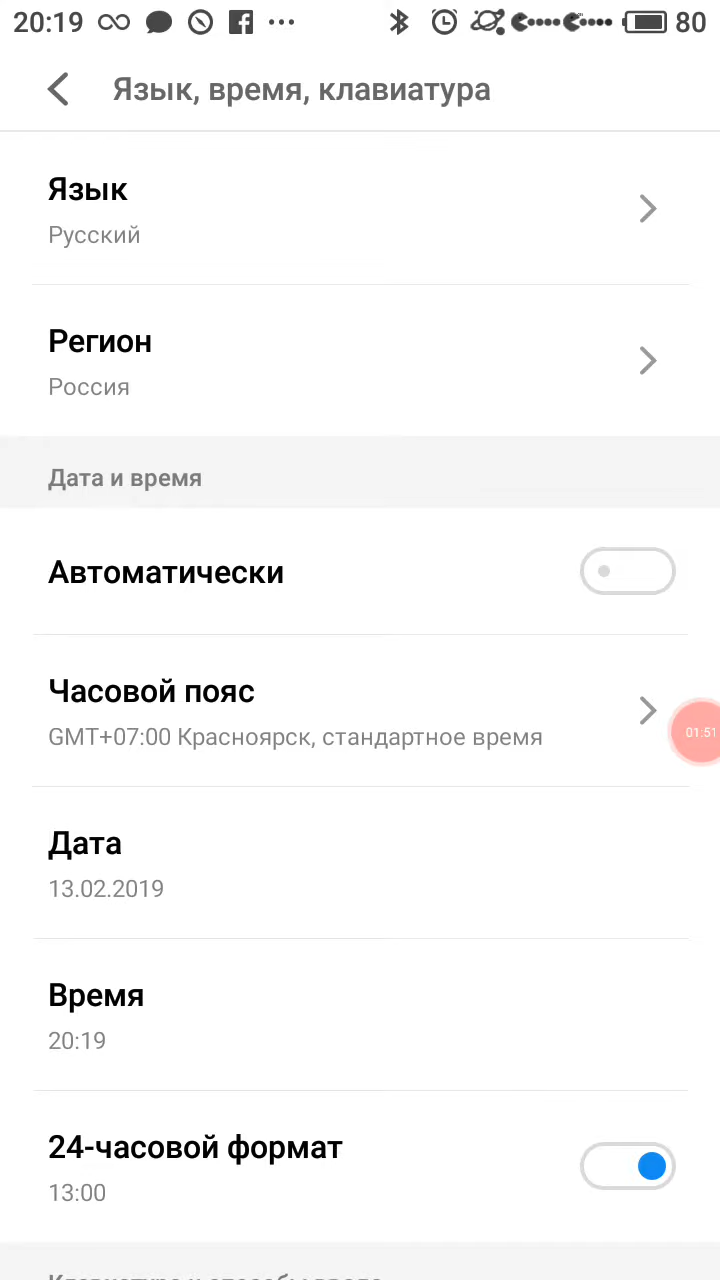 20:19
80
Язык, время, клавиатура
Язык
Русский
Регион
Россия
Дата и время
Автоматически
Часовой пояс
GMT+07:00 Красноярск, стандартное время
01:51
Дата
13.02.2019
Время
20:19
24-часовой формат
13:00